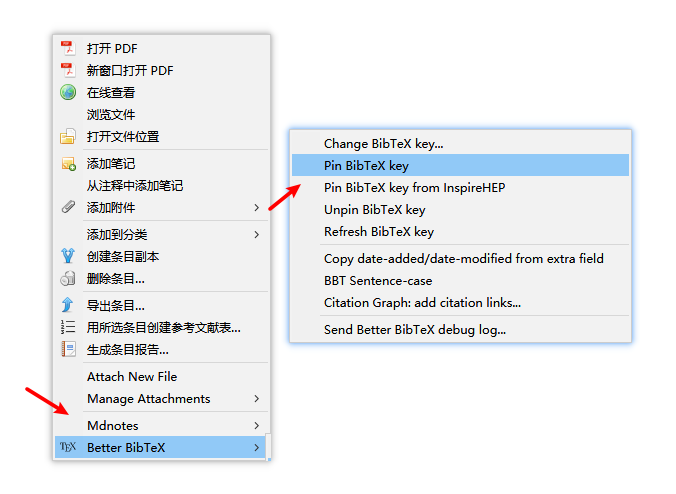 打开 PDF
新窗口打开 PDF
在线查看
浏览文件
打开文件位置
添加笔记
从注释中添加笔记
添加附件
添加到分类
创建条目副本
删除条目...
导出条目...
用所选条目创建参考文献表...
生成条目报告...
Attach New File
Manage Attachments
Mdnotes
TEX Better BibTeX
Change BibTeX key...
Pin BibTeX key
Pin BibTeX key from InspireHEP
Unpin BibTeX key
Refresh BibTeX key
Copy date-added/date-modified from extra field
BBT Sentence-case
Citation Graph: add citation links...
Send Better BibTeX debug log...